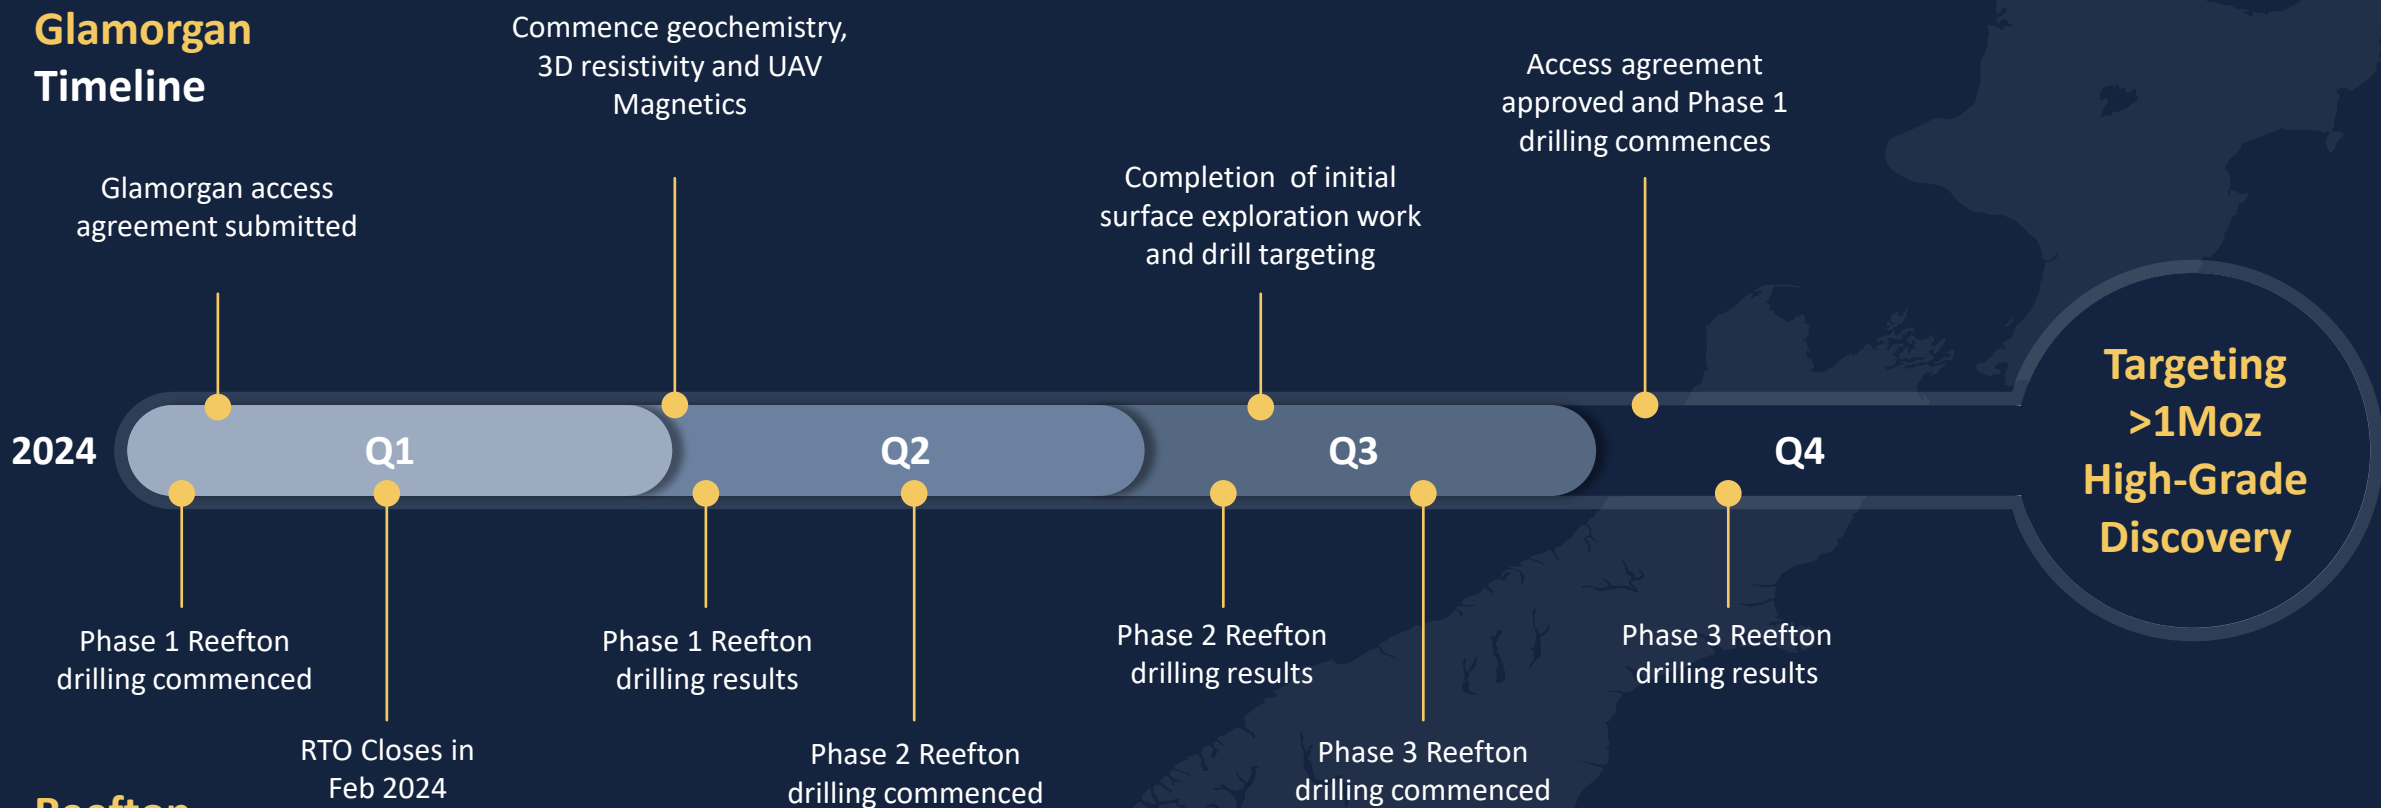 Glamorgan
Timeline
Commence geochemistry,
3D resistivity and UAV
Magnetics
Access agreement
approved and Phase 1
drilling commences
Glamorgan access
agreement submitted
Completion of initial
surface exploration work
and drill targeting
2024
Q1
Q2
Q3
Q4
Targeting
>1Moz
High-Grade
Discovery
Phase 1 Reefton
drilling commenced
RTO Closes in
Feb 2024
Phase 1 Reefton
drilling results
Phase 2 Reefton
drilling commenced
Phase 2 Reefton
drilling results
Phase 3 Reefton
drilling commenced
Phase 3 Reefton
drilling results
Reefton